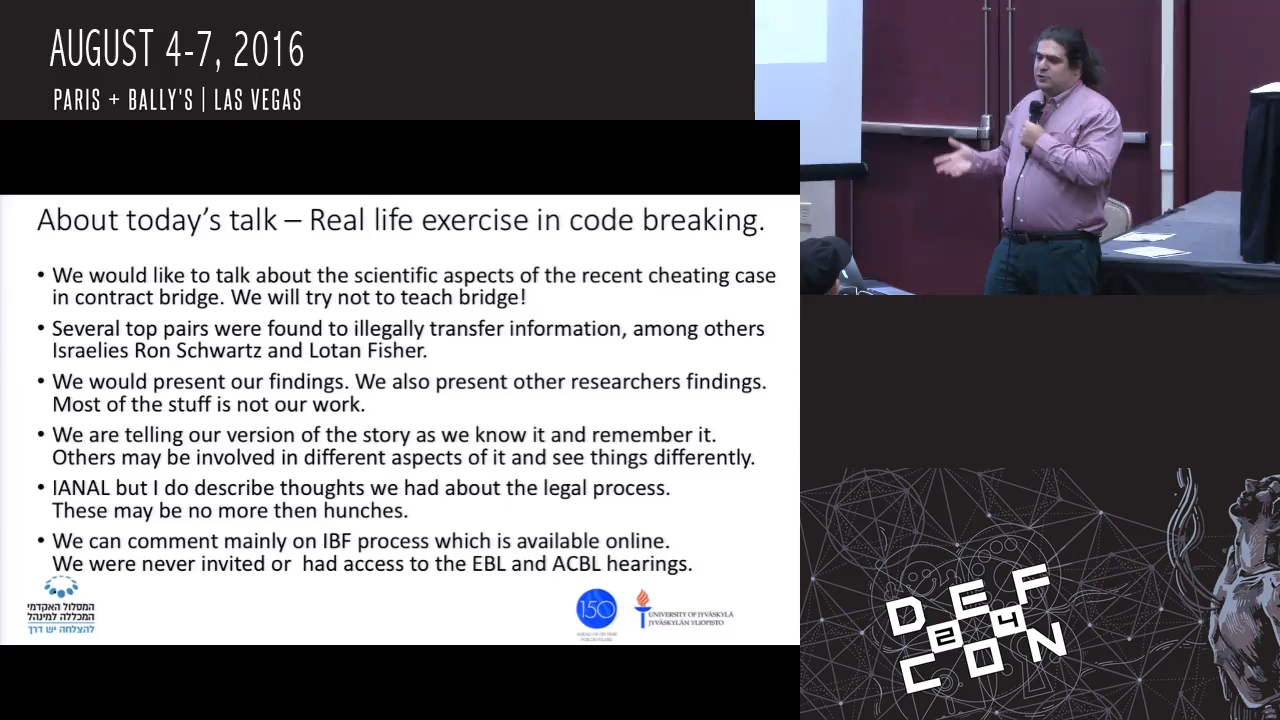 AUGUST 4-7, 2016
PARIS + BALLY'S | LAS VEGAS
About today's talk – Real life exercise in code breaking.
• We would like to talk about the scientific aspects of the recent cheating case
in contract bridge. We will try not to teach bridge!
• Several top pairs were found to illegally transfer information, among others
Israelies Ron Schwartz and Lotan Fisher.
• We would present our findings. We also present other researchers findings.
Most of the stuff is not our work.
• We are telling our version of the story as we know it and remember it.
Others may be involved in different aspects of it and see things differently.
• IANAL but I do describe thoughts we had about the legal process.
These may be no more then hunches.
• We can comment mainly on IBF process which is available online.
We were never invited or had access to the EBL and ACBL hearings.
המסלול האקדמי
המכללה למינהל
להצלחה יש דרך
150
UNIVERSITY OF JYVÄSKYLÄ
JYVÄSKYLÄN YLIOPISTO
DEF
24
CON